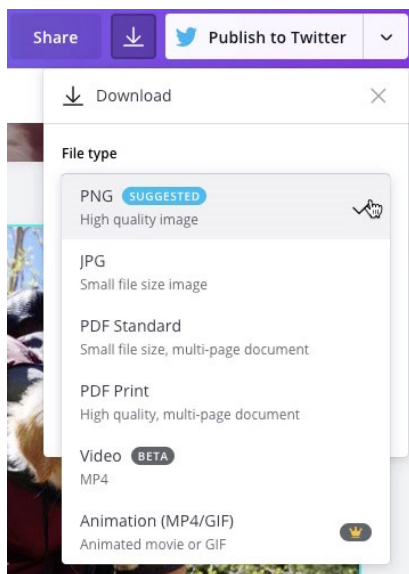 Share
Publish to Twitter
Download
File type
PNG SUGGESTED
High quality image
JPG
Small file size image
PDF Standard
Small file size, multi-page document
PDF Print
High quality, multi-page document
Video BETA
MP4
Animation (MP4/GIF)
Animated movie or GIF